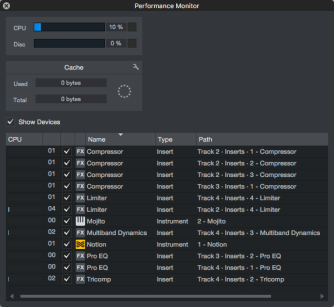 Performance Monitor
CPU 10 %
Disc 0 %
Cache
Used 0 bytes
Total 0 bytes
Show Devices
CPU Name Type Path
01 FX Compressor Insert Track 2 - Inserts - 1 - Compressor
01 FX Compressor Insert Track 2 - Inserts - 2 - Compressor
01 FX Compressor Insert Track 2 - Inserts - 3 - Compressor
01 FX Compressor Insert Track 3 - Inserts - 1 - Compressor
01 FX Limiter Insert Track 4 - Inserts - 4 - Limiter
04 FX Limiter Insert Track 2 - Inserts - 4 - Limiter
00 Mojito Instrument 2 - Mojito
02 FX Multiband Dynamics Insert Track 4 - Inserts - 3 - Multiband Dynamics
01 Notion Instrument 1 - Notion
00 FX Pro EQ Insert Track 3 - Inserts - 2 - Pro EQ
00 FX Pro EQ Insert Track 4 - Inserts - 1 - Pro EQ
02 FX Tricomp Insert Track 4 - Inserts - 2 - Tricomp